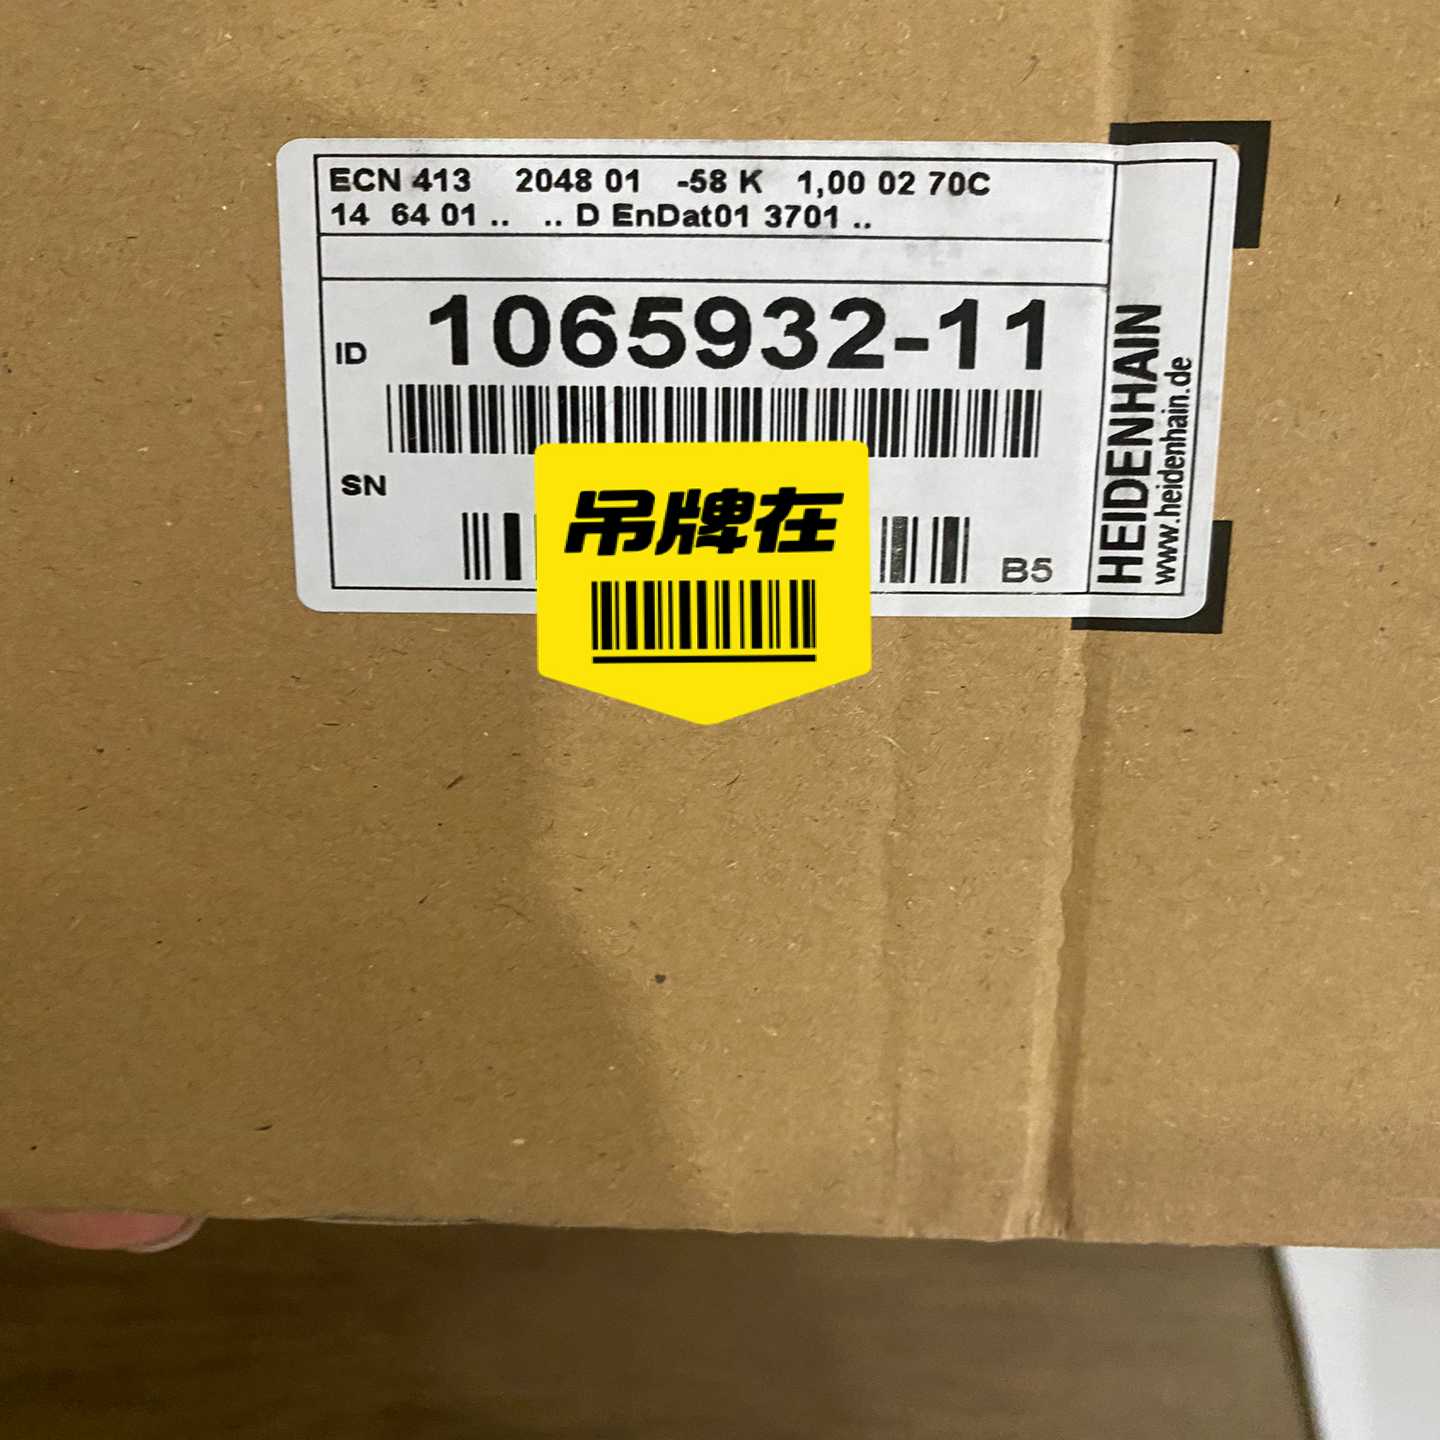 ECN 413 2048 01 -58 K 1,00 02 70C
14 64 01 .. .. D EnDat01 3701 ..
ID 1065932-11
SN
B5
HEIDENHAIN
www.heidenhain.de
吊牌在